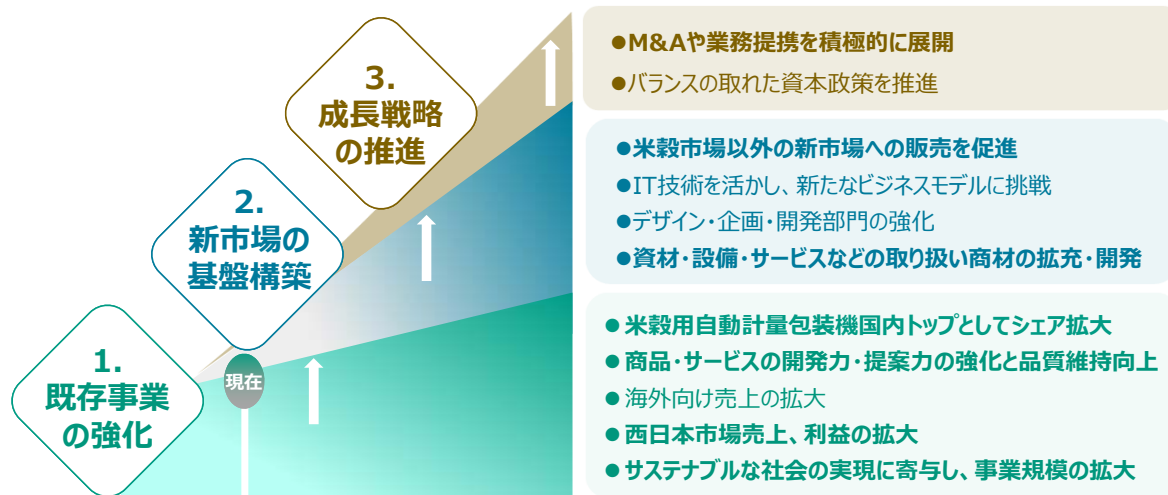 1.
既存事業
の強化
2.
新市場の
基盤構築
3.
成長戦略
の推進
現在
●M&Aや業務提携を積極的に展開
●バランスの取れた資本政策を推進
●米穀市場以外の新市場への販売を促進
●IT技術を活かし、新たなビジネスモデルに挑戦
●デザイン・企画・開発部門の強化
●資材・設備・サービスなどの取り扱い商材の拡充・開発
●米穀用自動計量包装機国内トップとしてシェア拡大
●商品・サービスの開発力・提案力の強化と品質維持向上
●海外向け売上の拡大
●西日本市場売上、利益の拡大
●サステナブルな社会の実現に寄与し、事業規模の拡大